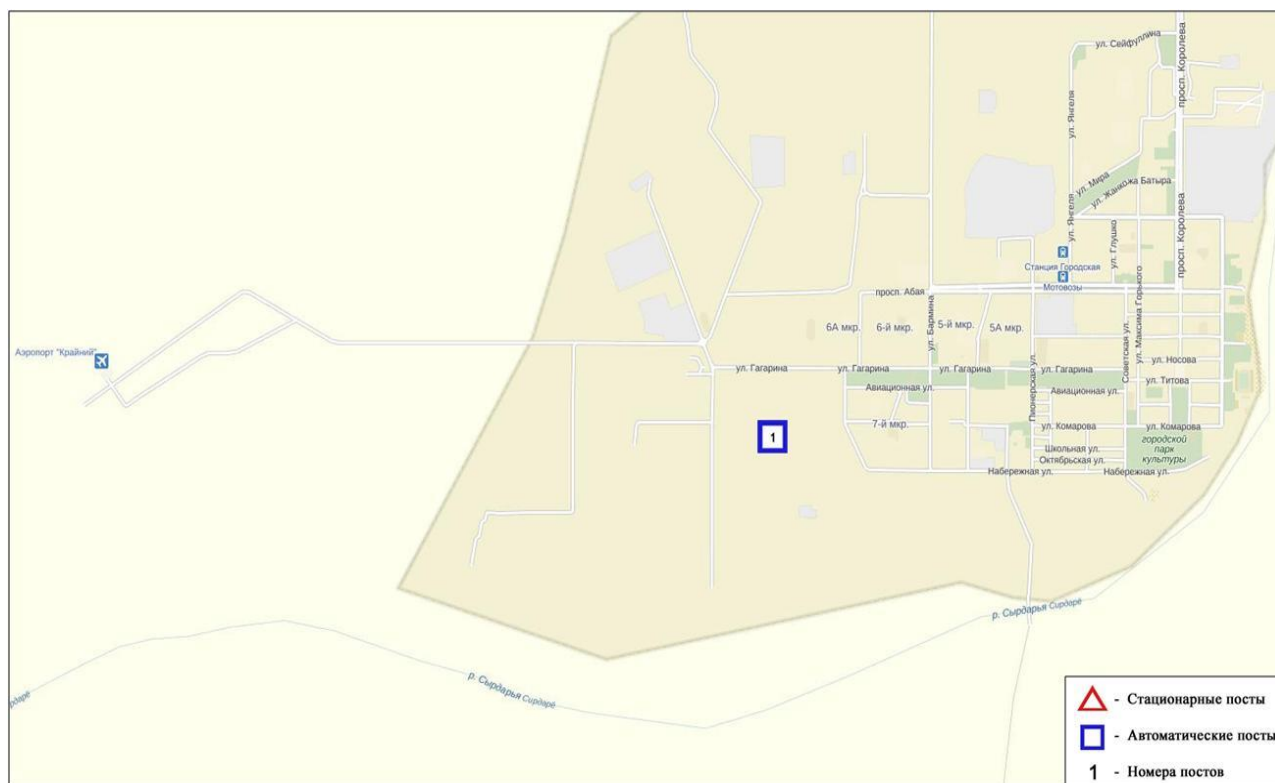 ул. Сейфуллина
просп. Королева
ул. Янгеля
ул. Мира
ул. Жанкожа Батыра
ул. Янгеля
ул. Глушко
просп. Королева
Станция Городская
Мотовозы
ул. Максима Горького
просп. Абая
6А мкр.
6-й мкр.
ул. Бармина
5-й мкр.
5А мкр.
Советская ул.
Аэропорт "Крайний"
ул. Носова
ул. Гагарина
ул. Гагарина
ул. Гагарина
ул. Гагарина
Пионерская ул.
ул. Титова
Авиационная ул.
Авиационная ул.
7-й мкр.
ул. Комарова
ул. Комарова
1
городской
парк
культуры
Школьная ул.
Октябрьская ул.
Набережная ул.
Набережная ул.
р. Сырдарья Сирдарё
р. Сырдарья Сирдарё
рдарё
- Стационарные посты
- Автоматические посты
1 - Номера постов